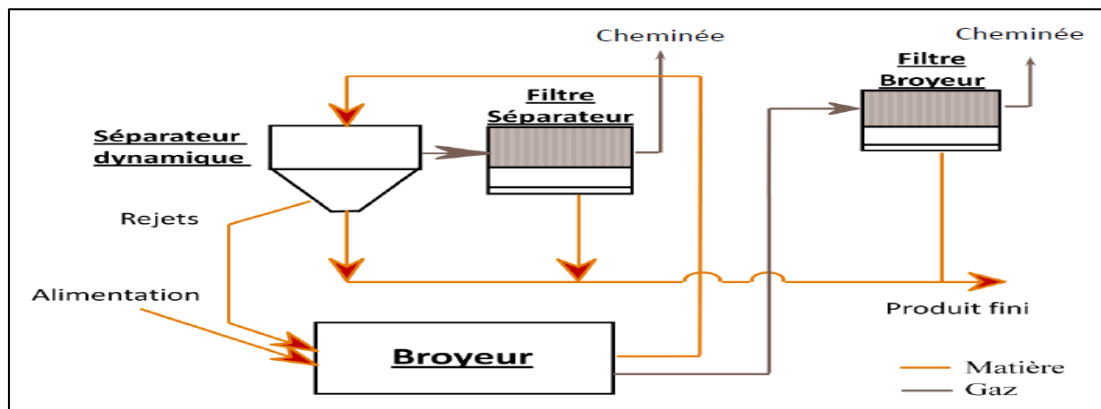 Cheminée
Cheminée
Filtre
Broyeur
Filtre
Séparateur
Séparateur
dynamique
Rejets
Alimentation
Produit fini
Broyeur
Matière
Gaz